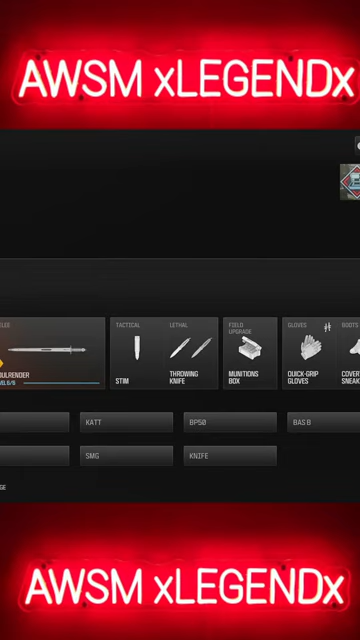 AWSM xLEGENDx
TACTICAL
LETHAL
FIELD UPGRADE
GLOVES
BOOTS
STIM
THROWING KNIFE
MUNITIONS BOX
QUICK-GRIP GLOVES
KATT
BP50
BAS B
SMG
KNIFE
AWSM xLEGENDx